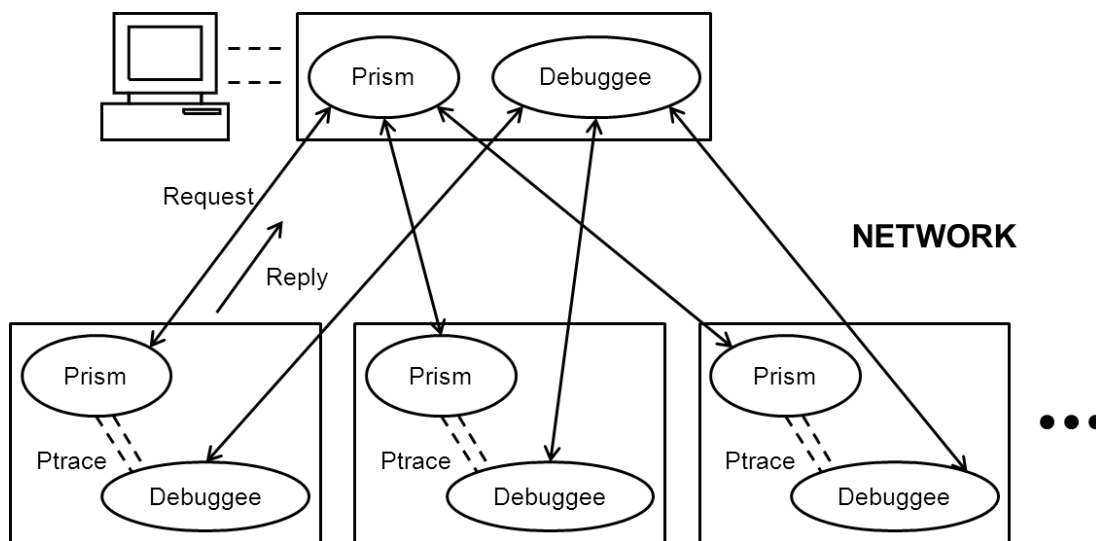 Prism
Debuggee
Request
Reply
NETWORK
Prism
Ptrace
Debuggee
Prism
Ptrace
Debuggee
Prism
Ptrace
Debuggee